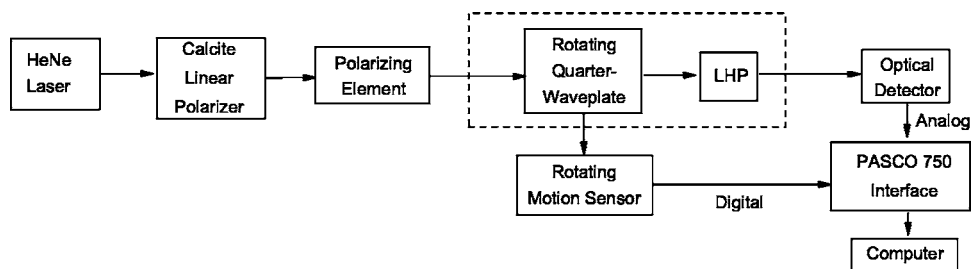 HeNe
Laser
Calcite
Linear
Polarizer
Polarizing
Element
Rotating
Quarter-
Waveplate
LHP
Optical
Detector
Analog
Rotating
Motion Sensor
Digital
PASCO 750
Interface
Computer